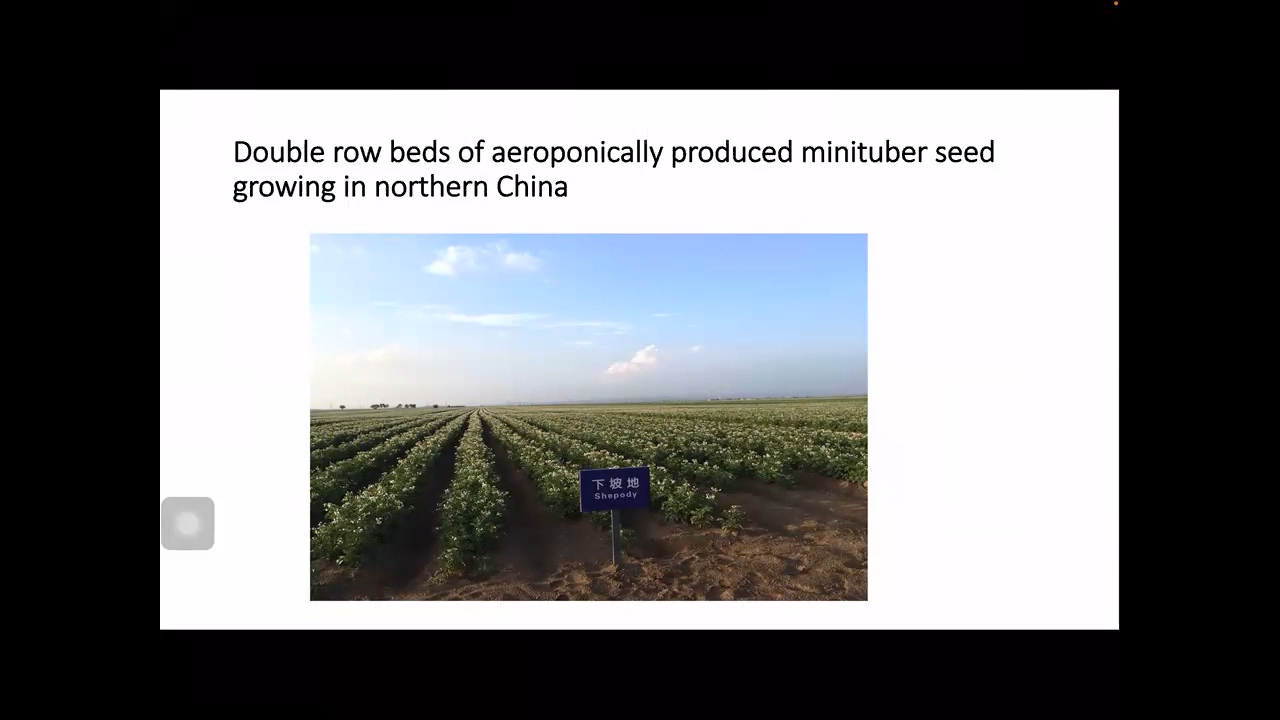 Double row beds of aeroponically produced minituber seed
growing in northern China
下坡地
Shepody